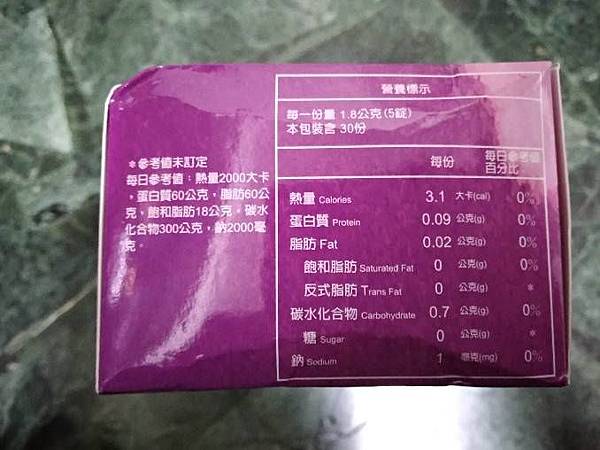 *參考值未訂定
每日參考值：熱量2000大卡
，蛋白質60公克，脂肪60公
克，飽和脂肪18公克。碳水
化合物300公克，鈉2000毫
克。
營養標示
每一份量 1.8公克(5錠)
本包裝含 30份
每份 每日參考值
百分比
熱量 Calories 3.1 大卡(cal) 0%
蛋白質 Protein 0.09 公克(g) 0%
脂肪 Fat 0.02 公克(g) 0%
飽和脂肪 Saturated Fat 0 公克(g) 0%
反式脂肪 Trans Fat 0 公克(g) *
碳水化合物 Carbohydrate 0.7 公克(g) 0%
糖 Sugar 0 公克(g) *
鈉 Sodium 1 毫克(mg) 0%